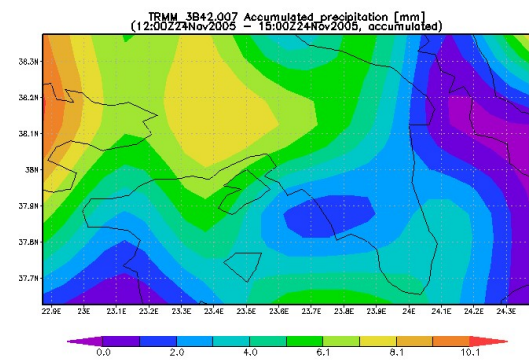 TRMM_3B42.007 Accumulated precipitation [mm]
(12:00Z24Nov2005 – 15:00Z24Nov2005, accumulated)
38.3N
38.2N
38.1N
38N
37.9N
37.8N
37.7N
22.9E 23E 23.1E 23.2E 23.3E 23.4E 23.5E 23.6E 23.7E 23.8E 23.9E 24E 24.1E 24.2E 24.3E
0.0 2.0 4.0 6.1 8.1 10.1